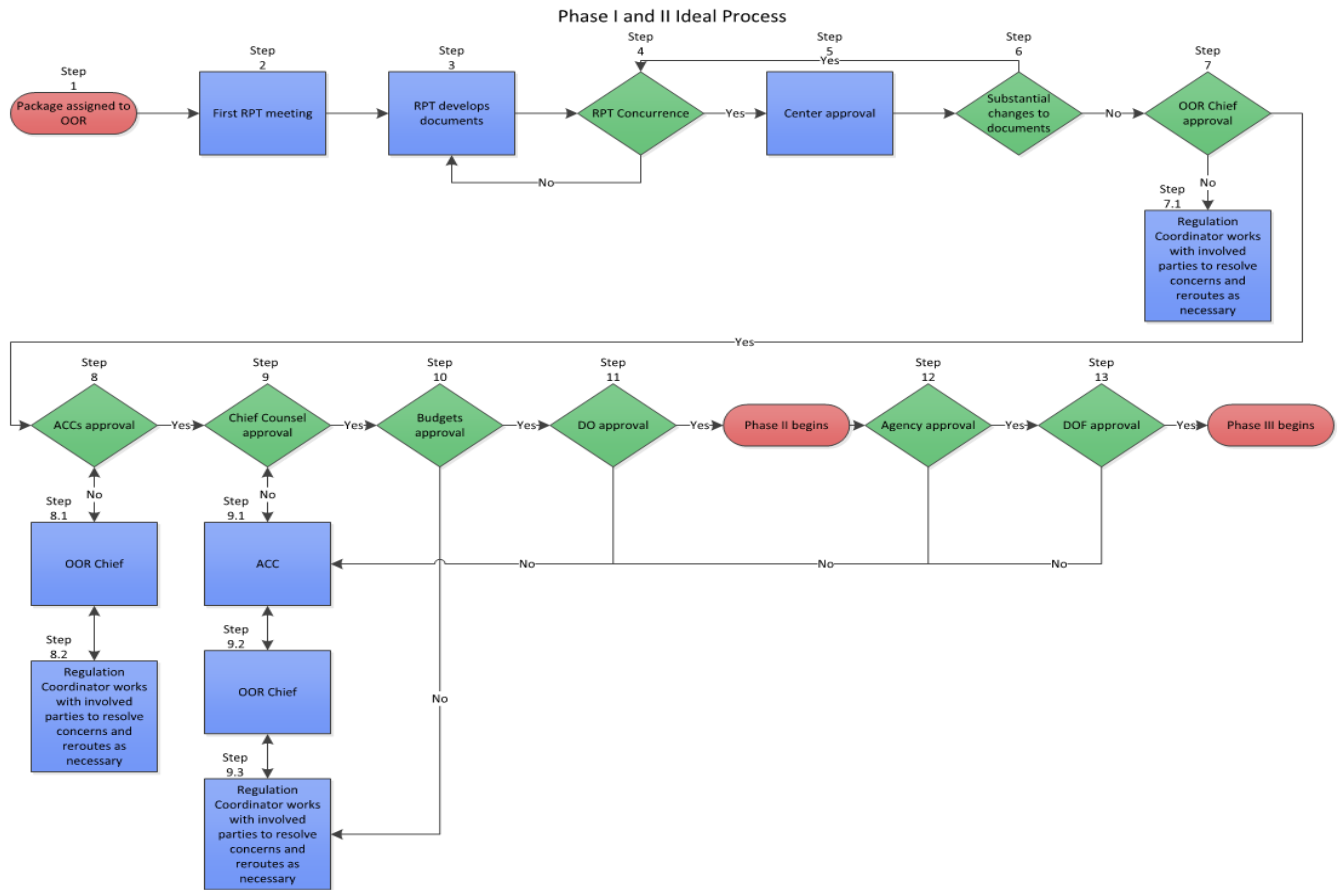 Phase I and II Ideal Process
Step
1
Package assigned to
OOR
Step
2
First RPT meeting
Step
3
RPT develops
documents
No
Step
4
RPT Concurrence
Yes
Step
5
Center approval
Yes
Step
6
Substantial
changes to
documents
No
Step
7
OOR Chief
approval
No
Step
7.1
Regulation
Coordinator works
with involved
parties to resolve
concerns and
reroutes as
necessary
Yes
Step
8
ACCs approval
Yes
Step
9
Chief Counsel
approval
Yes
Step
10
Budgets
approval
Yes
Step
11
DO approval
Yes
Phase II begins
Step
12
Agency approval
Yes
Step
13
DOF approval
Yes
Phase III begins
No
Step
8.1
OOR Chief
Step
8.2
Regulation
Coordinator works
with involved
parties to resolve
concerns and
reroutes as
necessary
No
Step
9.1
ACC
No
No
No
Step
9.2
OOR Chief
No
Step
9.3
Regulation
Coordinator works
with involved
parties to resolve
concerns and
reroutes as
necessary